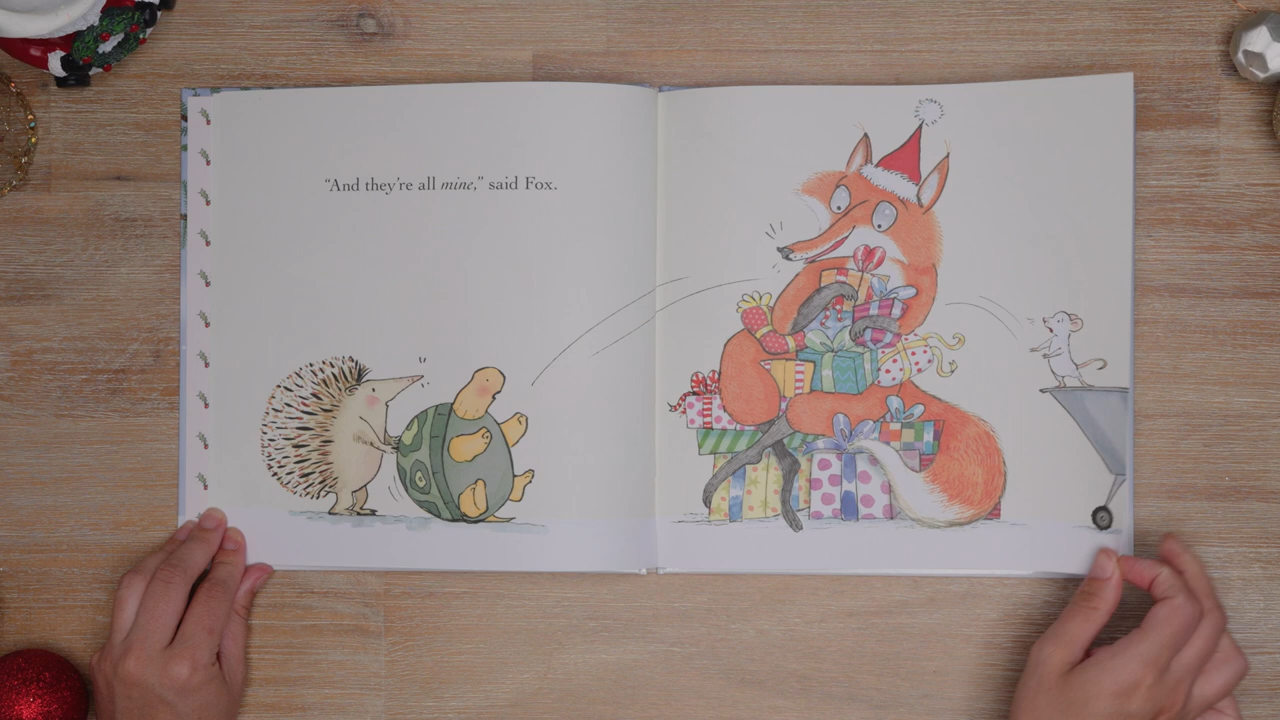 “And they’re all mine,” said Fox.